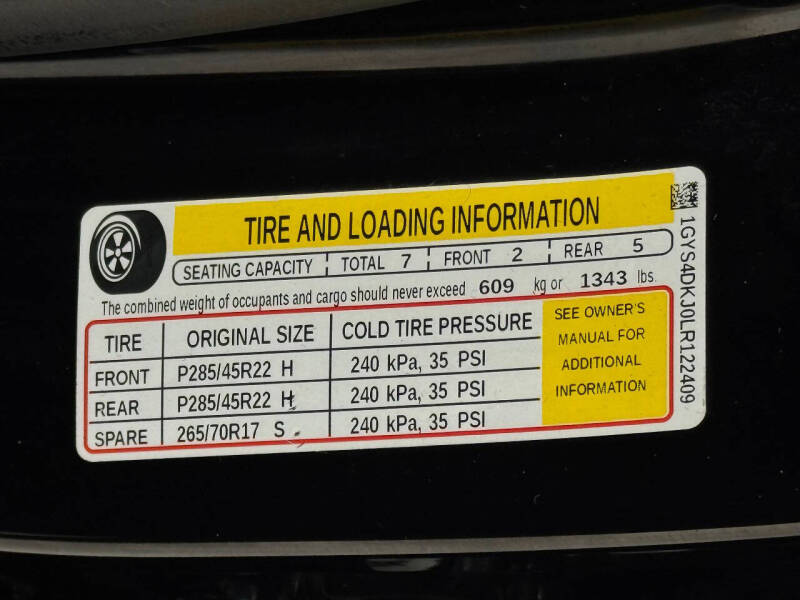 TIRE AND LOADING INFORMATION
SEATING CAPACITY TOTAL 7 FRONT 2 REAR 5
The combined weight of occupants and cargo should never exceed 609 kg or 1343 lbs.
TIRE ORIGINAL SIZE COLD TIRE PRESSURE
FRONT P285/45R22 H 240 kPa, 35 PSI
REAR P285/45R22 H 240 kPa, 35 PSI
SPARE 265/70R17 S 240 kPa, 35 PSI
SEE OWNER'S
MANUAL FOR
ADDITIONAL
INFORMATION
1GYS4DKJ0LR122409